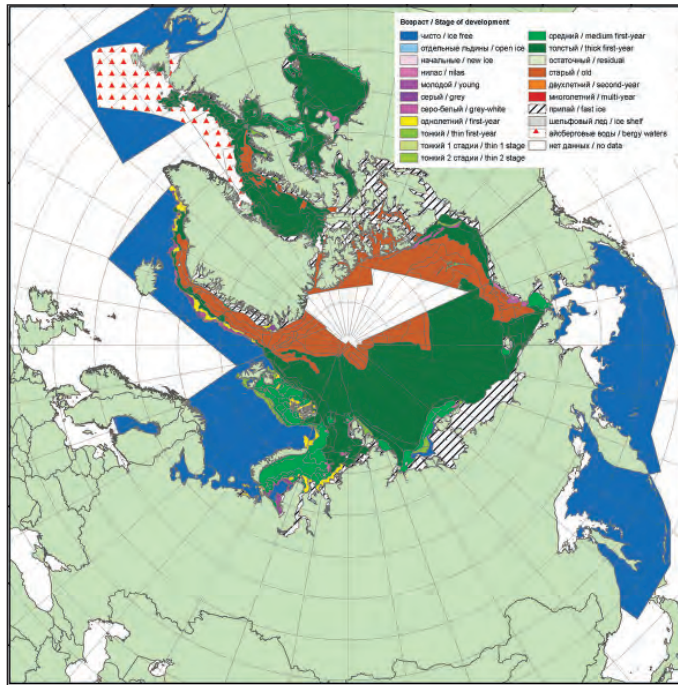 Возраст / Stage of development
чисто / ice free
отдельные льдины / open ice
начальные / new ice
нилас / nilas
молодой / young
серый / grey
серо-белый / grey-white
однолетний / first-year
тонкий / thin first-year
тонкий 1 стадии / thin 1 stage
тонкий 2 стадии / thin 2 stage
средний / medium first-year
толстый / thick first-year
остаточный / residual
старый / old
двухлетний / second-year
многолетний / multi-year
припай / fast ice
шельфовый лед / ice shelf
айсберговые воды / bergy waters
нет данных / no data